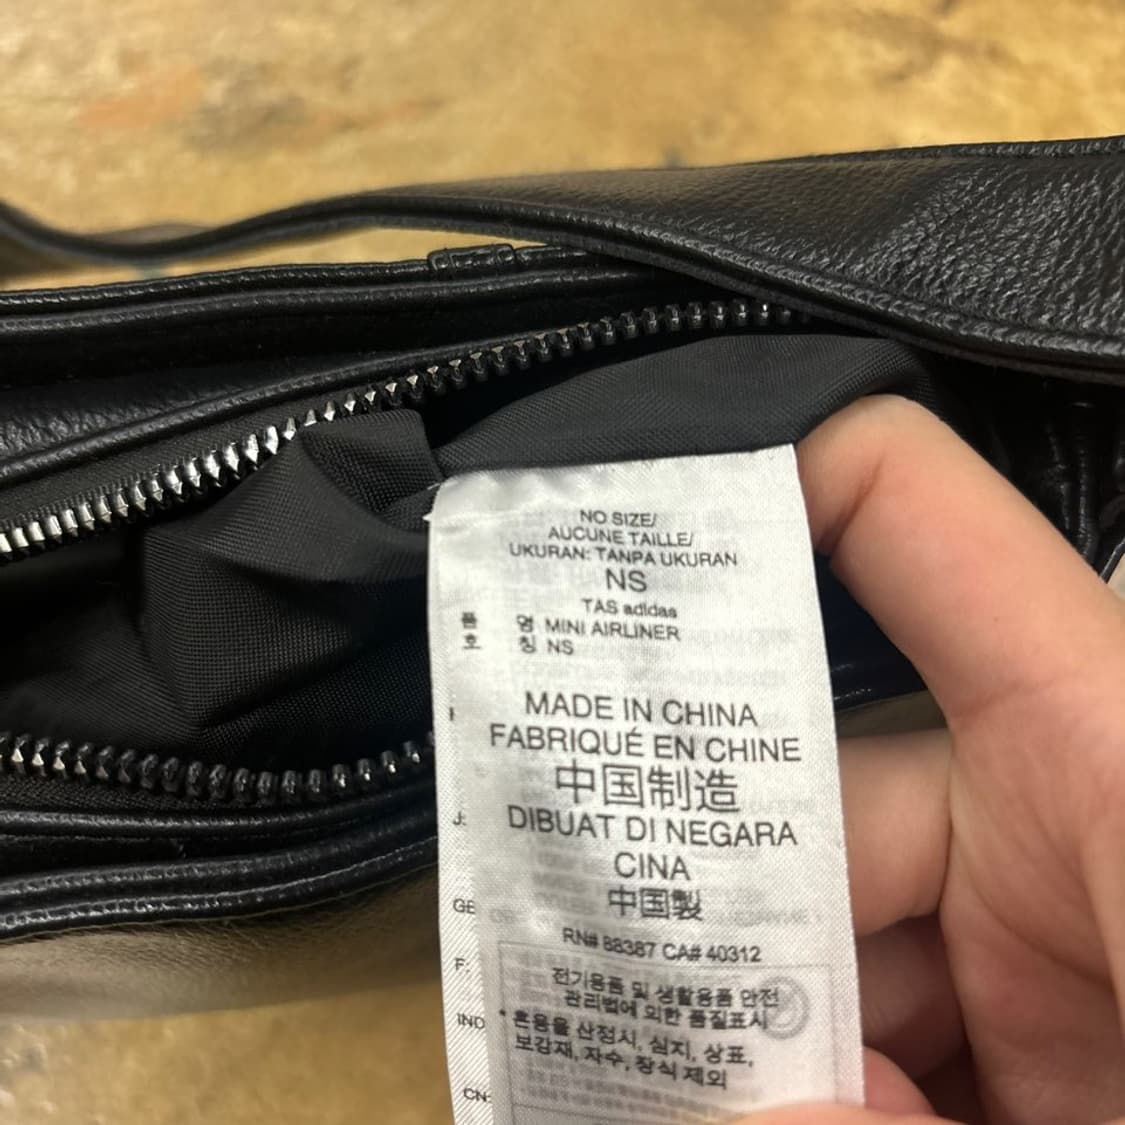 NO SIZE/
AUCUNE TAILLE/
UKURAN: TANPA UKURAN
NS
TAS adidas
품 명 MINI AIRLINER
호 칭 NS
MADE IN CHINA
FABRIQUÉ EN CHINE
中国制造
DIBUAT DI NEGARA
CINA
中国製
RN# 88387 CA# 40312
전기용품 및 생활용품 안전
관리법에 의한 품질표시
* 혼용율 산정시, 심지, 상표,
보강재, 자수, 장식 제외
J:
GE
F:
IND
CN: